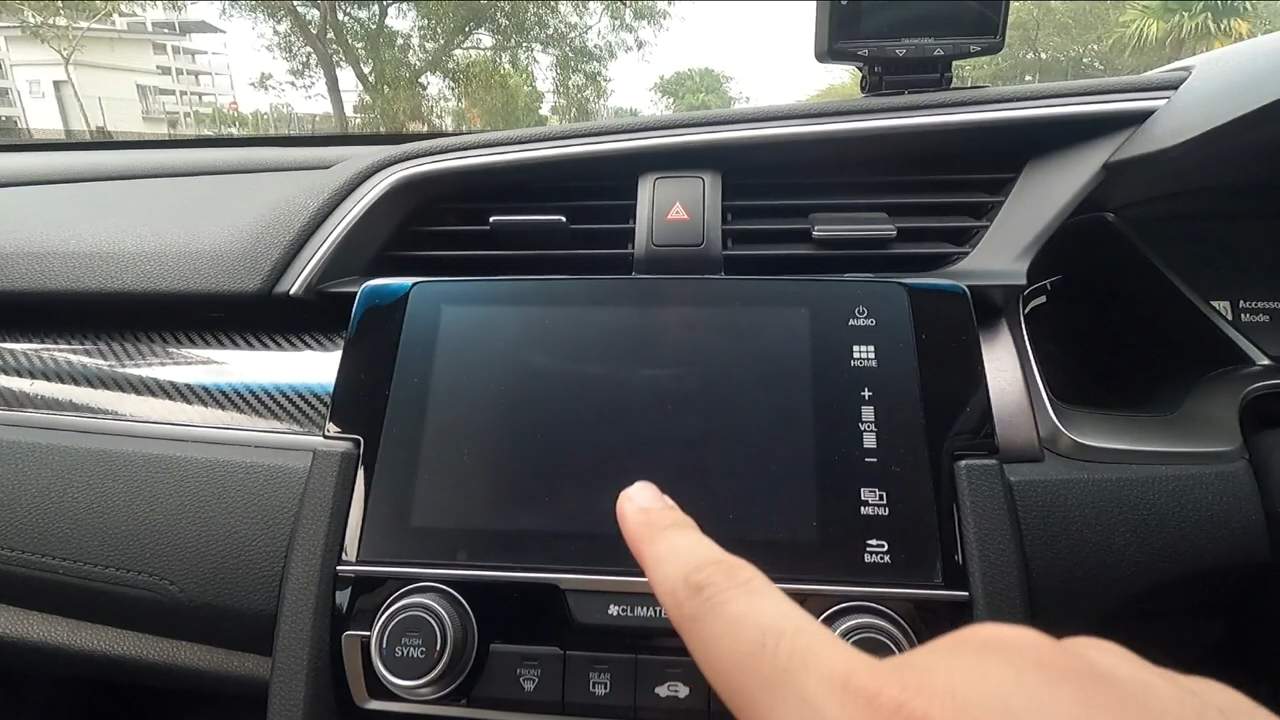 AUDIO
HOME
+
VOL
-
MENU
BACK
Accesso
Mode
CLIMATE
PUSH
SYNC
FRONT
REAR